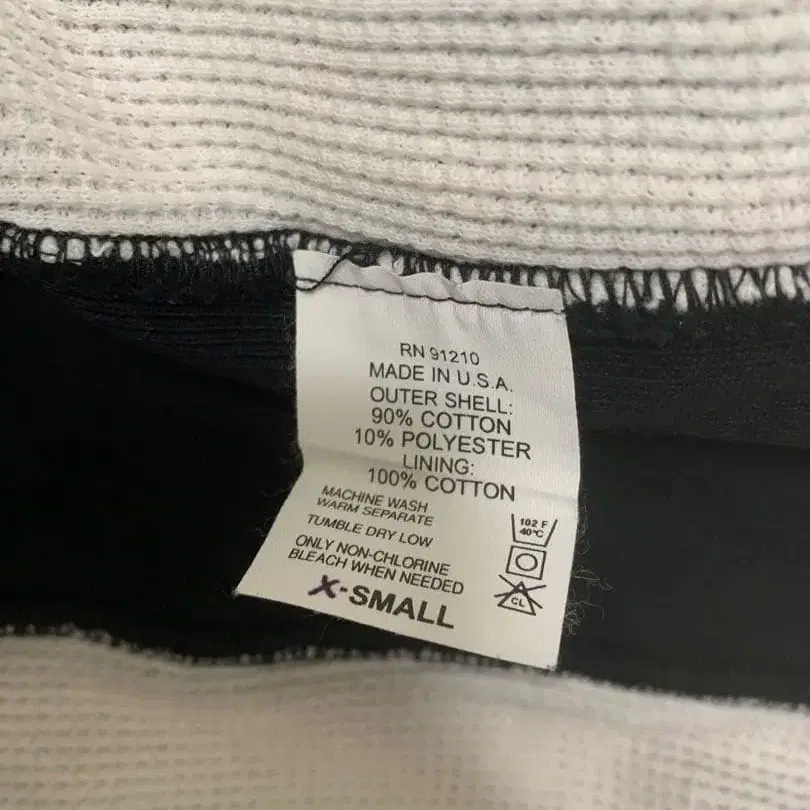 RN 91210
MADE IN U.S.A.
OUTER SHELL:
90% COTTON
10% POLYESTER
LINING:
100% COTTON
MACHINE WASH
WARM SEPARATE
TUMBLE DRY LOW
ONLY NON-CHLORINE
BLEACH WHEN NEEDED
X-SMALL
102 F
40°C
CL